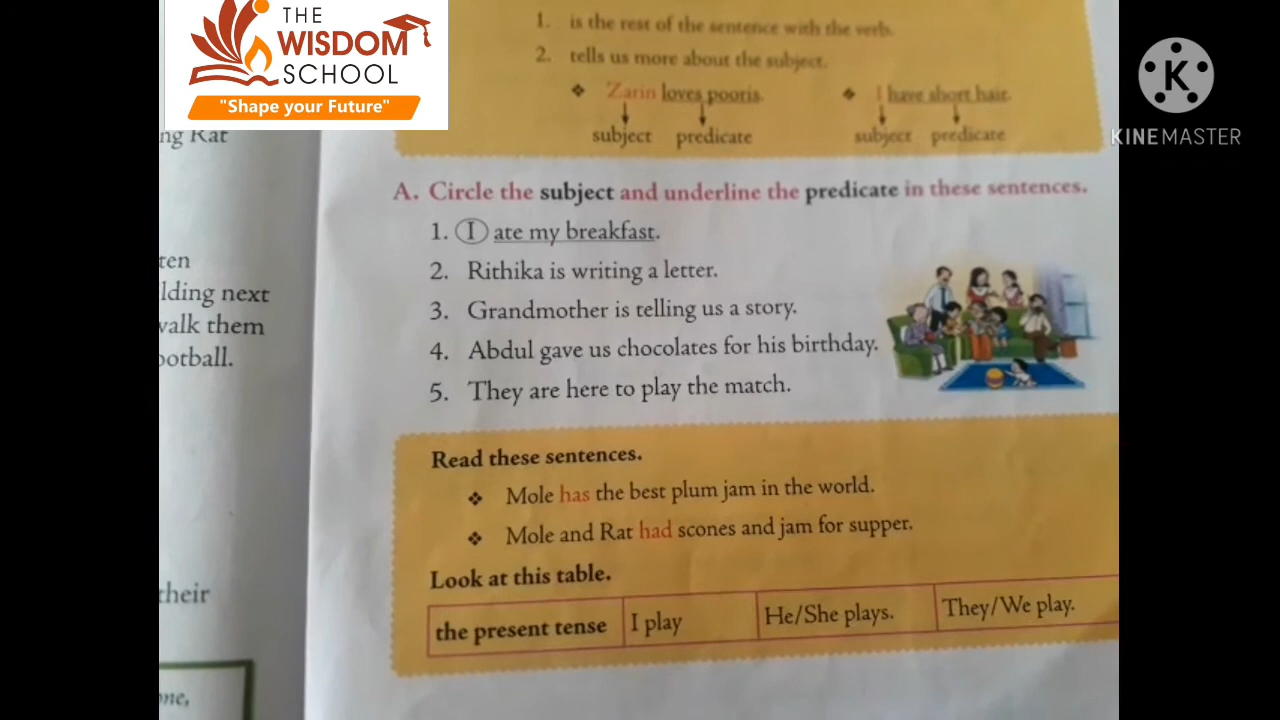 THE
WISDOM
SCHOOL
"Shape your Future"
KINEMASTER
ng Rat
ten
lding next
walk them
ootball.
their
one,
1. is the rest of the sentence with the verb.
2. tells us more about the subject.
❖ Zarin loves pooris. ❖ I have short hair.
subject predicate subject predicate
A. Circle the subject and underline the predicate in these sentences.
1. I ate my breakfast.
2. Rithika is writing a letter.
3. Grandmother is telling us a story.
4. Abdul gave us chocolates for his birthday.
5. They are here to play the match.
Read these sentences.
❖ Mole has the best plum jam in the world.
❖ Mole and Rat had scones and jam for supper.
Look at this table.
the present tense I play He/She plays. They/We play.